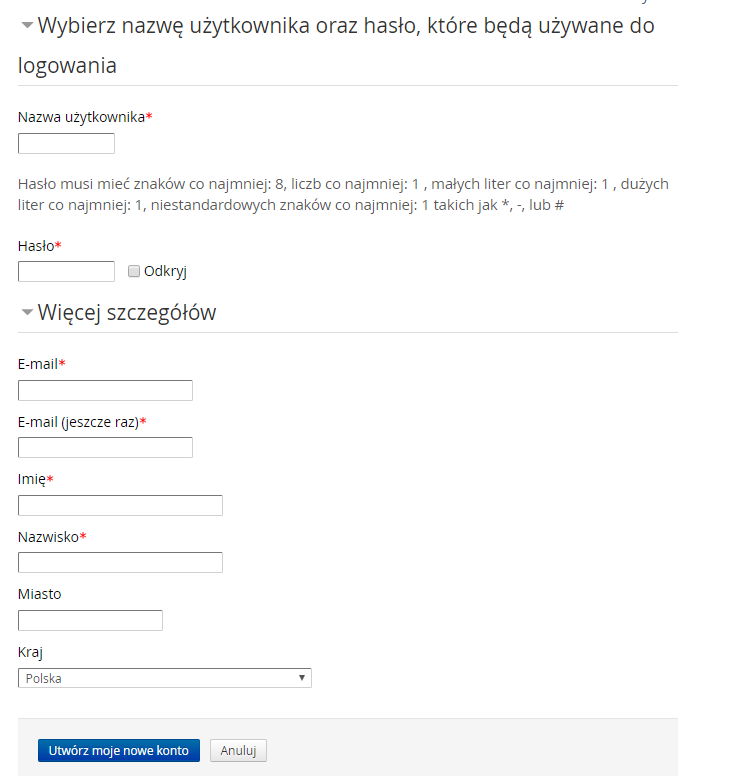 Wybierz nazwę użytkownika oraz hasło, które będą używane do
logowania
Nazwa użytkownika*
Hasło musi mieć znaków co najmniej: 8, liczb co najmniej: 1 , małych liter co najmniej: 1 , dużych
liter co najmniej: 1, niestandardowych znaków co najmniej: 1 takich jak *, -, lub #
Hasło*
Odkryj
Więcej szczegółów
E-mail*
E-mail (jeszcze raz)*
Imię*
Nazwisko*
Miasto
Kraj
Polska
Utwórz moje nowe konto Anuluj